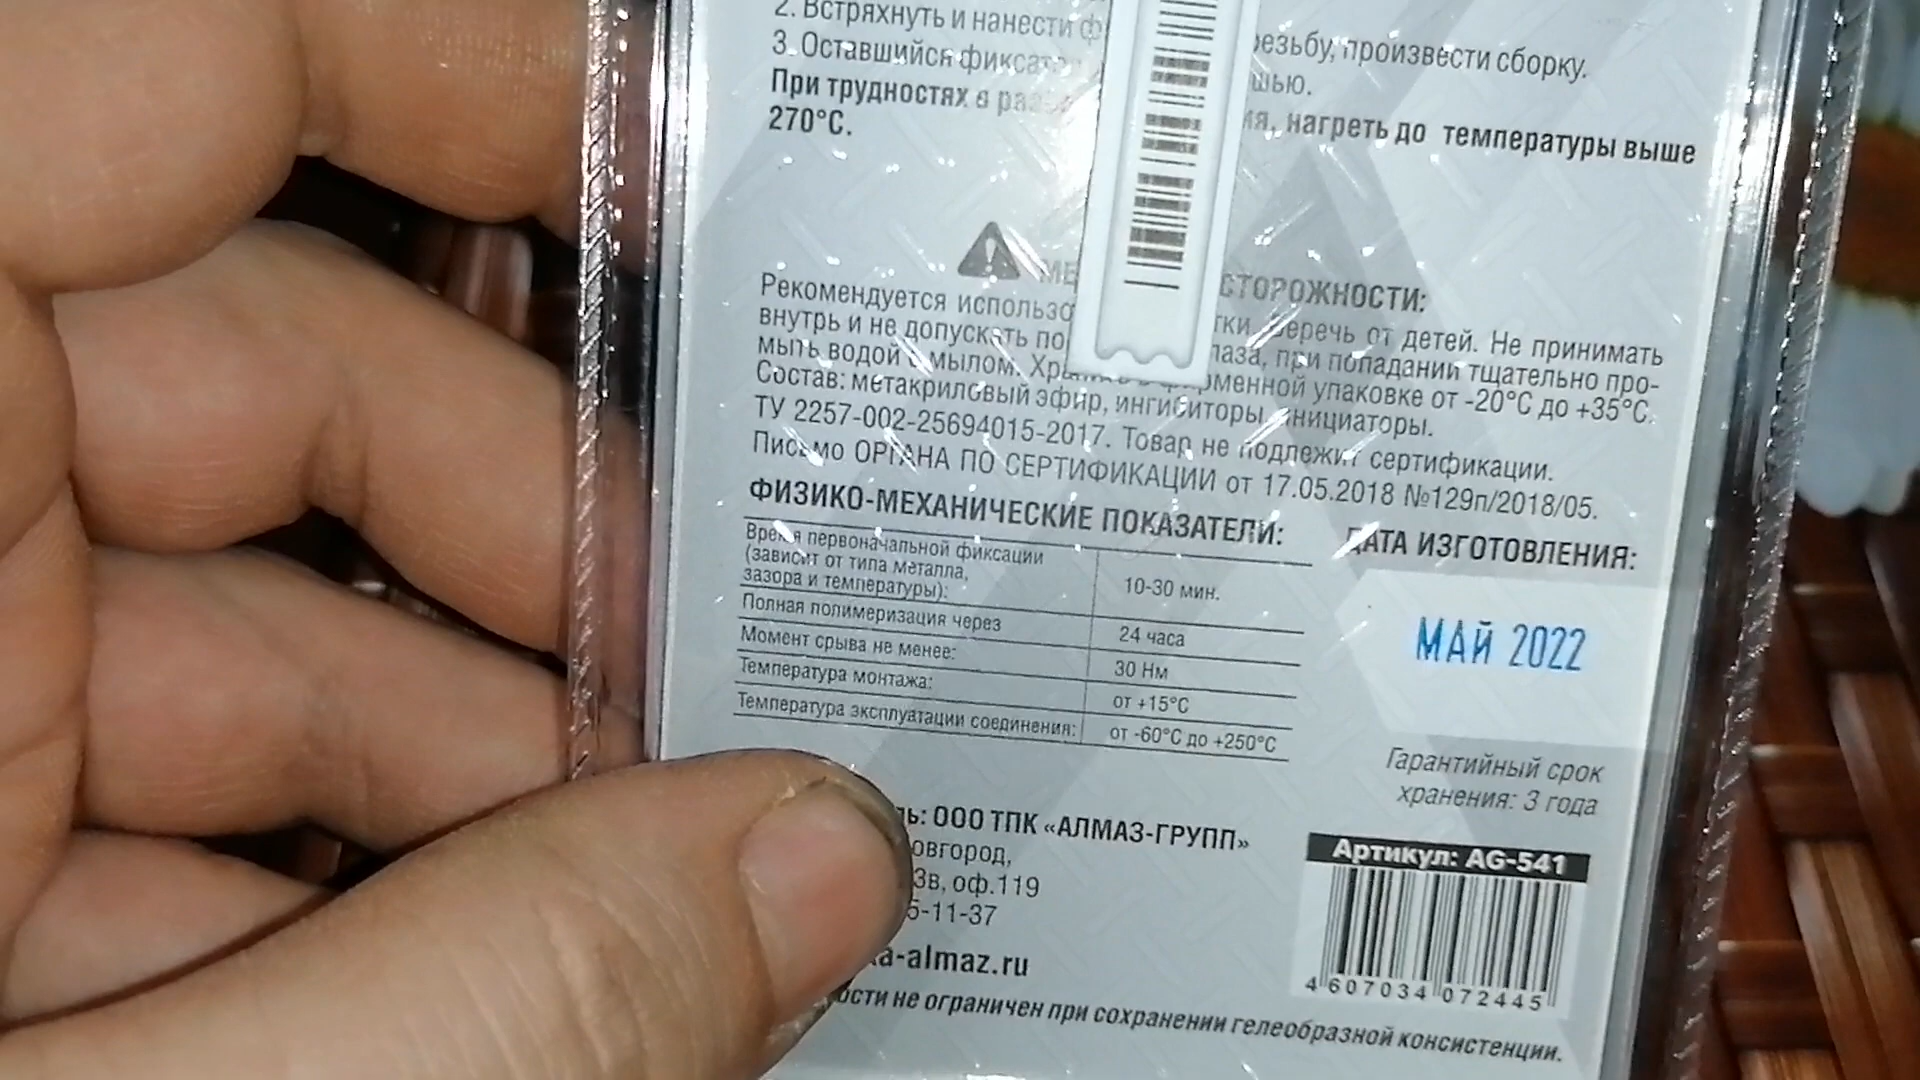 2. Встряхнуть и нанести резьбу, произвести сборку.
3. Оставшийся
При трудностях в нагреть до температуры выше
270°С.
СТОРОЖНОСТИ:
Рекомендуется беречь от детей. Не принимать
внутрь и не допускать при попадании тщательно про-
мыть водой с мылом. упаковке от -20°С до +35°С.
Состав: метакриловый эфир, ингибиторы, инициаторы.
ТУ 2257-002-25694015-2017. Товар не подлежит сертификации.
Письмо ОРГАНА ПО СЕРТИФИКАЦИИ от 17.05.2018 №129п/2018/05.
ФИЗИКО-МЕХАНИЧЕСКИЕ ПОКАЗАТЕЛИ:
Время первоначальной фиксации
(зависит от типа металла,
зазора и температуры): 10-30 мин.
Полная полимеризация через 24 часа
Момент срыва не менее: 30 Нм
Температура монтажа: от +15°С
Температура эксплуатации соединения: от -60°С до +250°С
ДАТА ИЗГОТОВЛЕНИЯ:
МАЙ 2022
Гарантийный срок
хранения: 3 года
ООО ТПК «АЛМАЗ-ГРУПП»
овгород,
3в, оф.119
5-11-37
a-almaz.ru
Артикул: AG-541
4 607034 072445
не ограничен при сохранении гелеобразной консистенции.